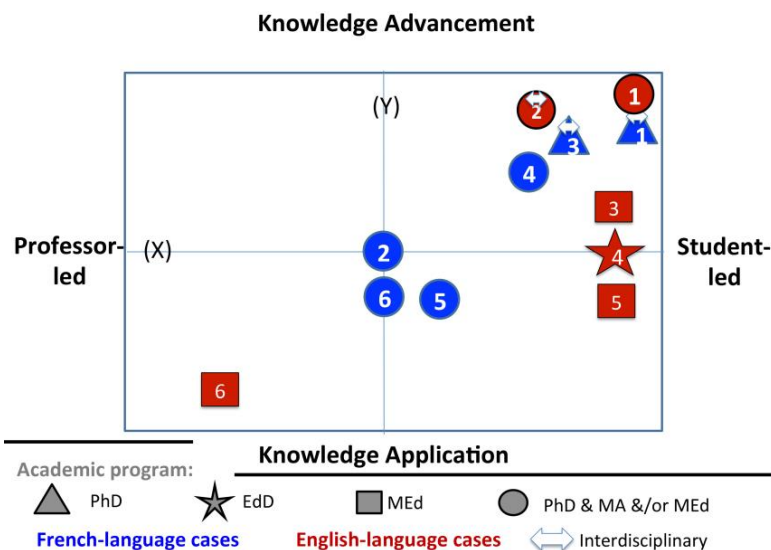 Knowledge Advancement
(Y)
1
2
3
1
4
3
Professor-
led
(X)
2
4
Student-
led
6
5
5
6
Knowledge Application
Academic program:
PhD
EdD
MEd
PhD & MA &/or MEd
French-language cases
English-language cases
Interdisciplinary